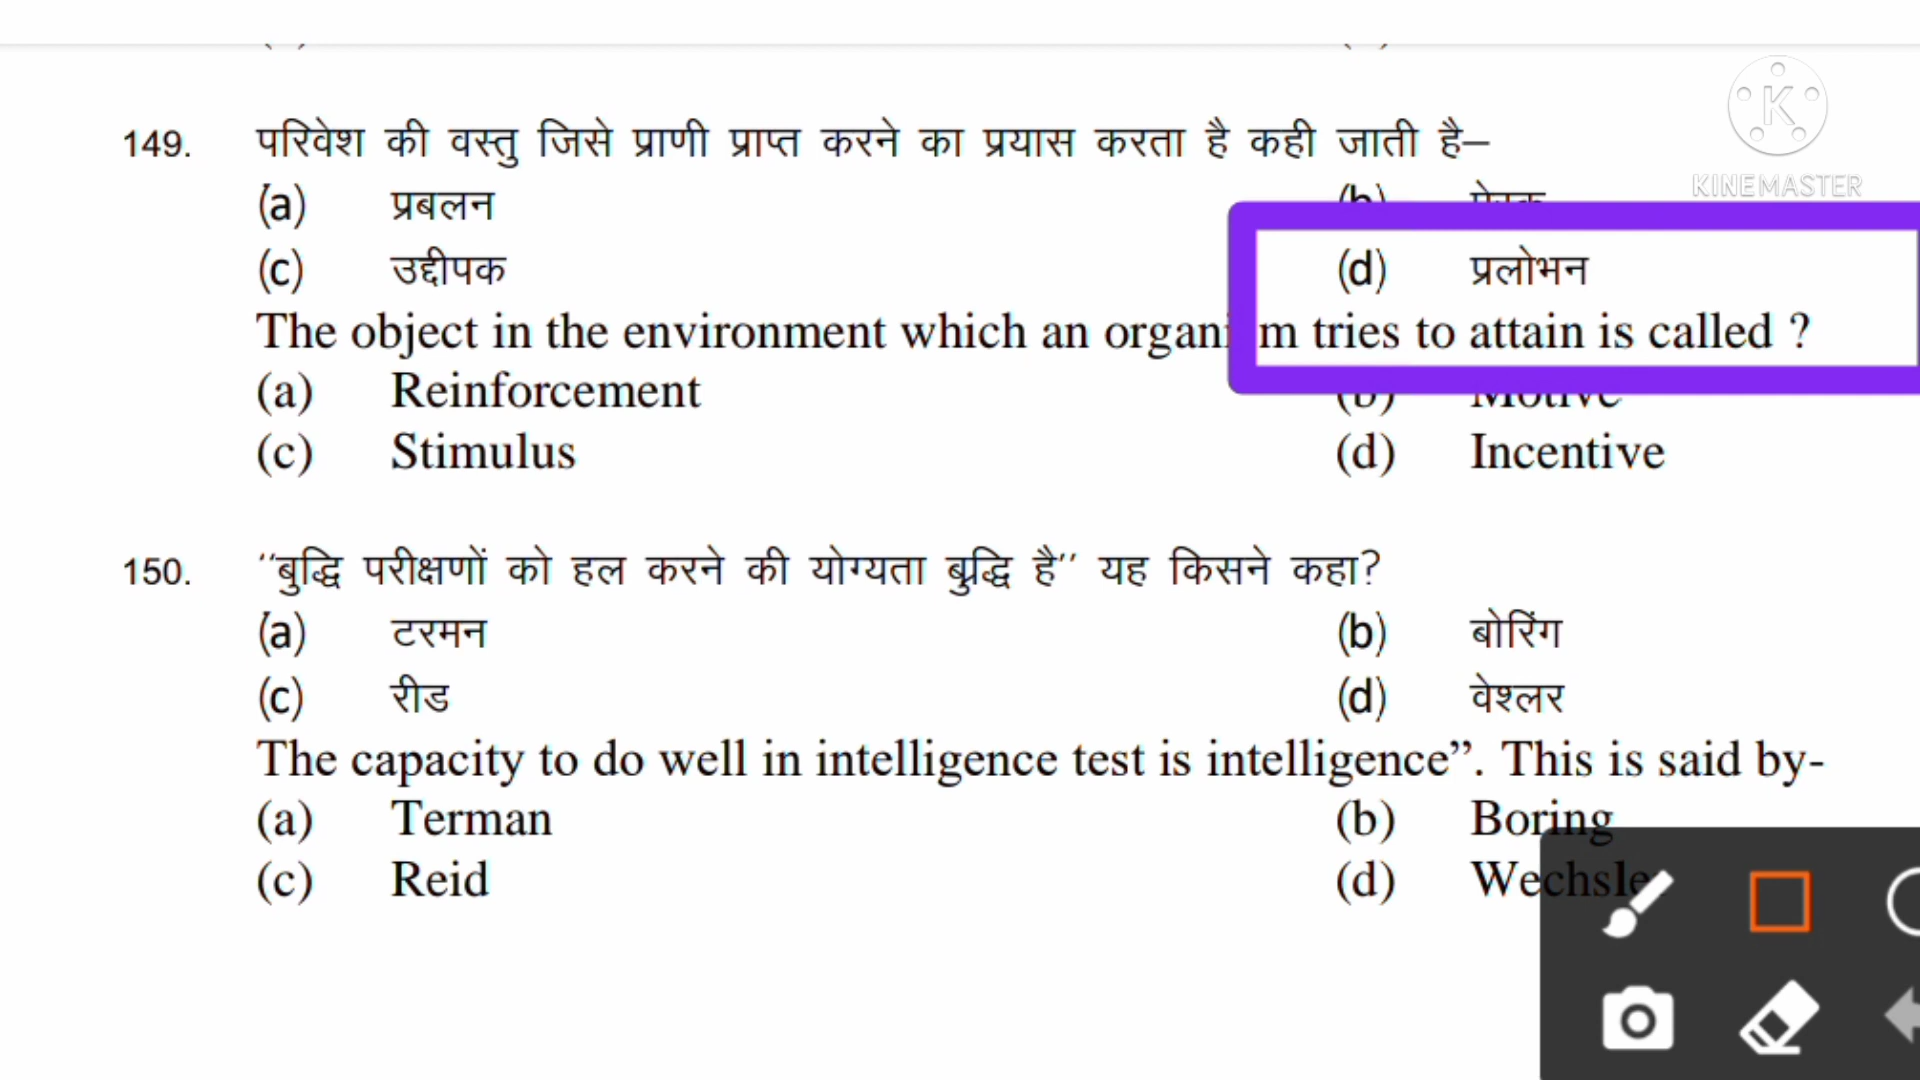 149. परिवेश की वस्तु जिसे प्राणी प्राप्त करने का प्रयास करता है कही जाती है–
KINEMASTER
(a) प्रबलन (b) प्रेरक
(c) उद्दीपक (d) प्रलोभन
The object in the environment which an organi m tries to attain is called ?
(a) Reinforcement (b) Motive
(c) Stimulus (d) Incentive
150. ‘‘बुद्धि परीक्षणों को हल करने की योग्यता बुद्धि है’’ यह किसने कहा?
(a) टरमन (b) बोरिंग
(c) रीड (d) वेश्लर
The capacity to do well in intelligence test is intelligence”. This is said by-
(a) Terman (b) Boring
(c) Reid (d) Wechsle